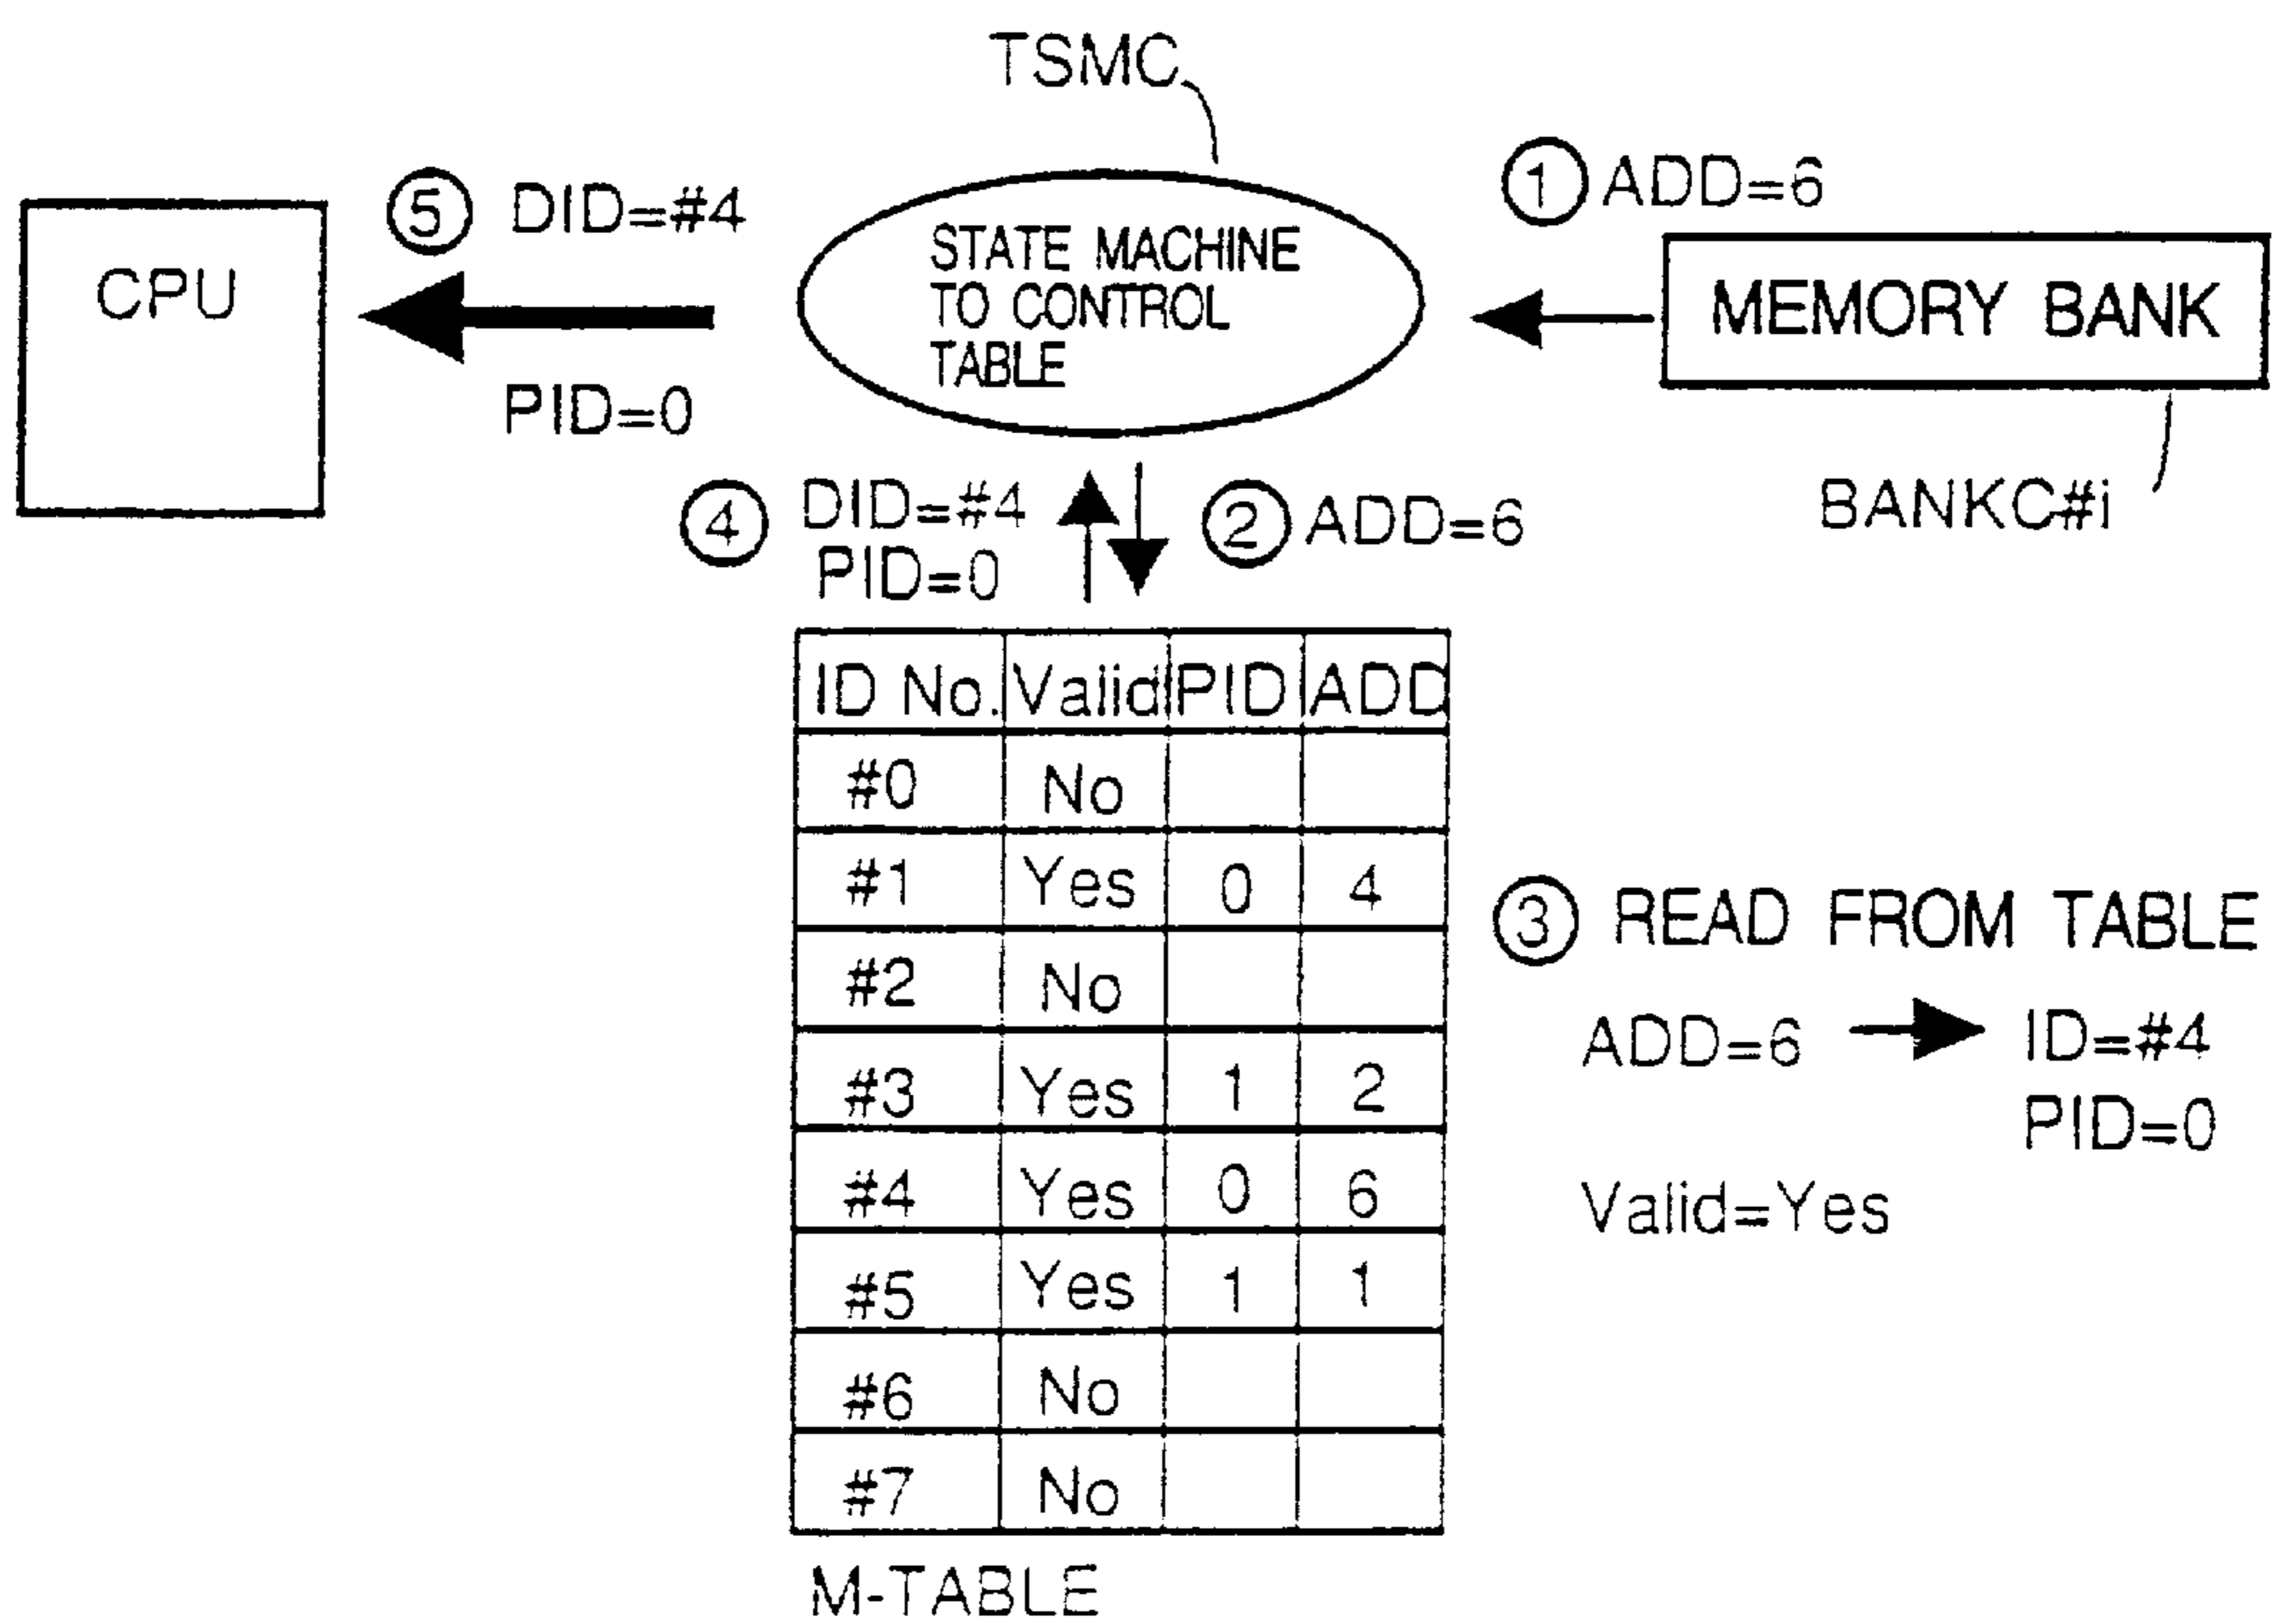 TSMC
① ADD=6
⑤ DID=#4
CPU
STATE MACHINE
TO CONTROL
TABLE
MEMORY BANK
PID=0
④ DID=#4
PID=0
② ADD=6
BANKC#i
ID No. Valid PID ADD
#0 No
#1 Yes 0 4
#2 No
#3 Yes 1 2
#4 Yes 0 6
#5 Yes 1 1
#6 No
#7 No
M-TABLE
③ READ FROM TABLE
ADD=6 → ID=#4
PID=0
Valid=Yes